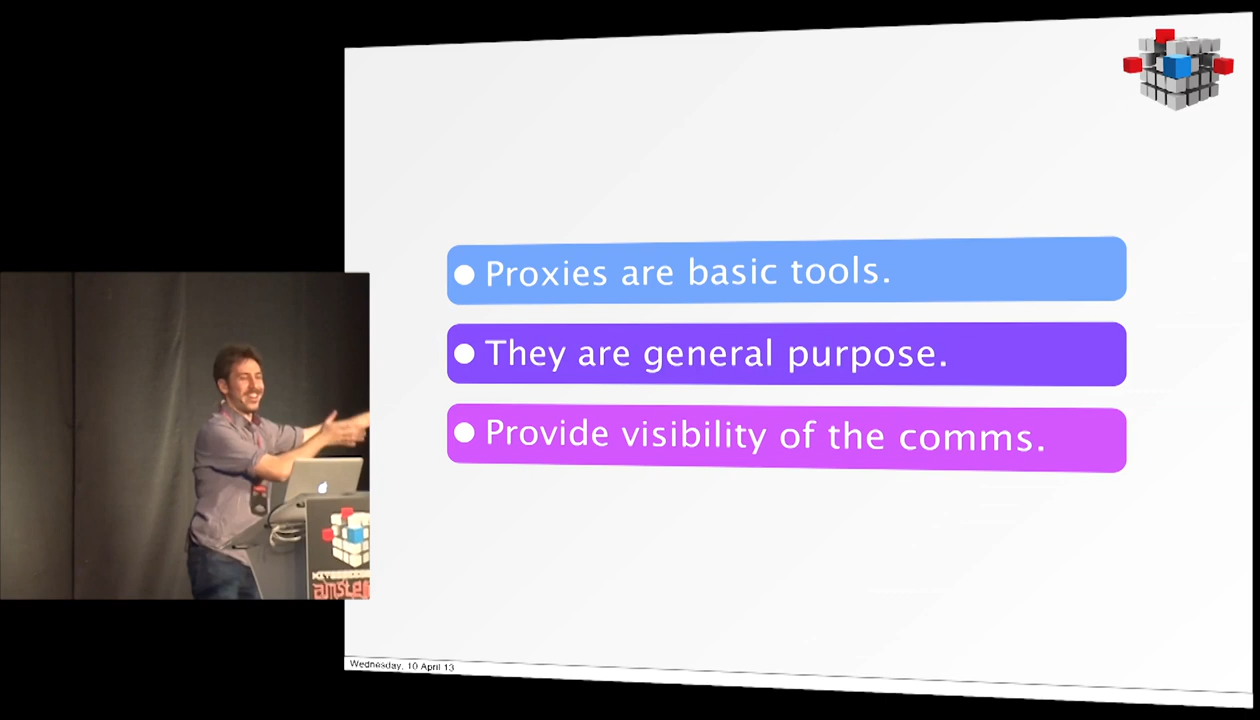 Proxies are basic tools.
They are general purpose.
Provide visibility of the comms.
Wednesday, 10 April 13